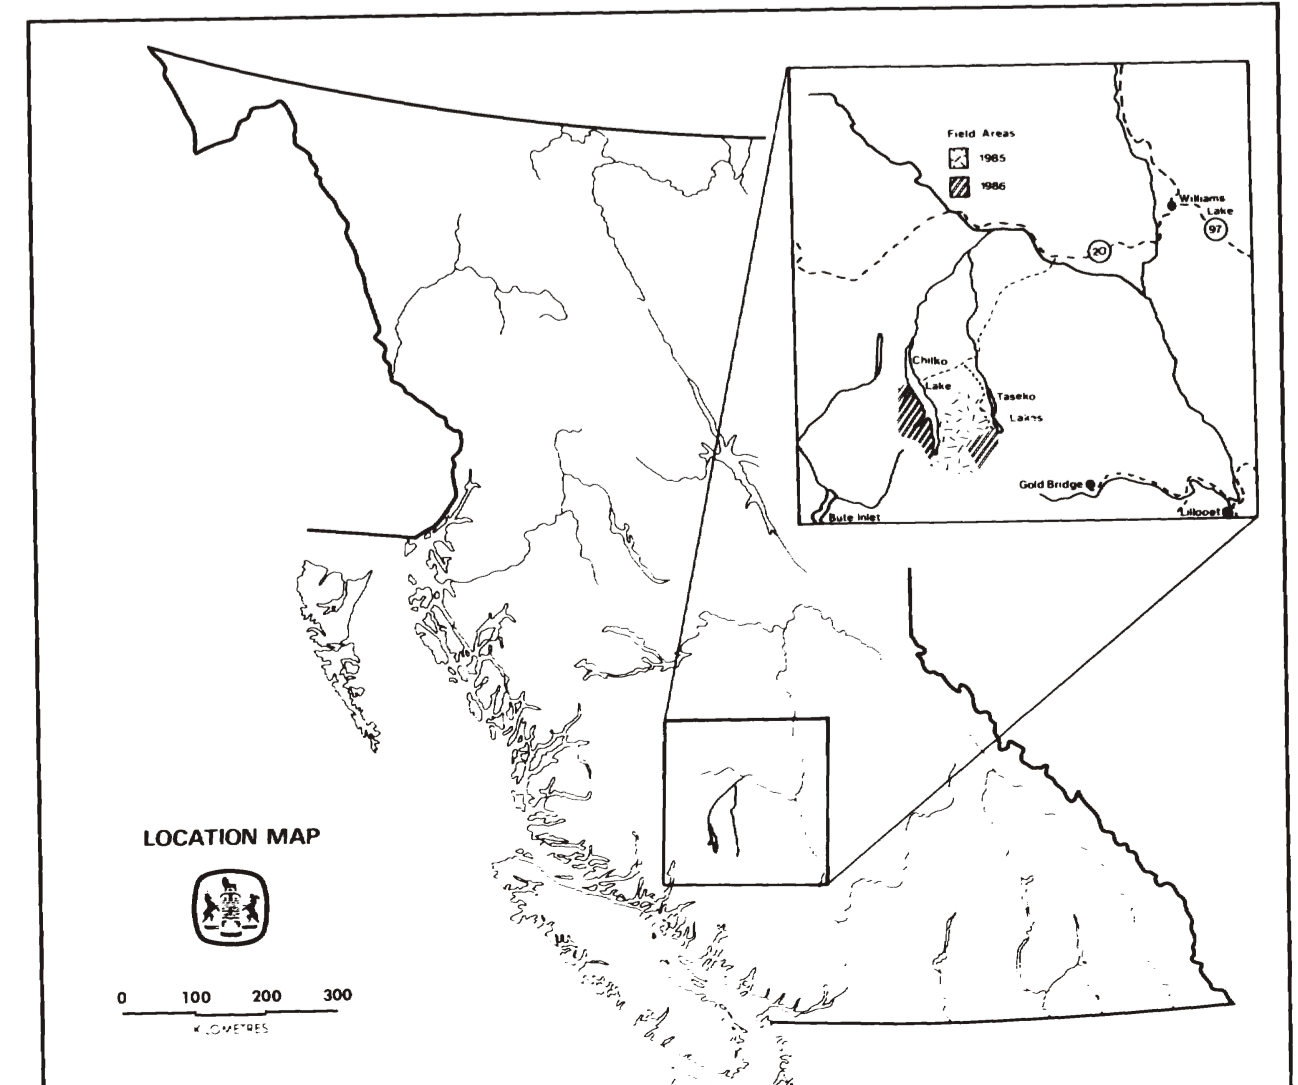 Field Areas
1985
1986
Williams
Lake
97
20
Chilko
Lake
Taseko
Lakes
Gold Bridge
Lillooet
Bute Inlet
LOCATION MAP
0 100 200 300
KILOMETRES